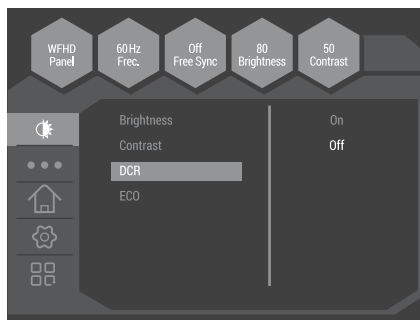 WFHD
Panel
60Hz
Frec.
Off
Free Sync
80
Brightness
50
Contrast
Brightness
On
Contrast
Off
DCR
ECO